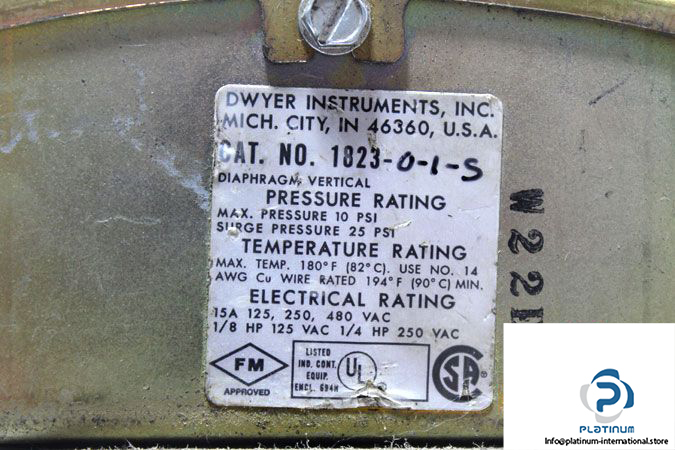 DWYER INSTRUMENTS, INC.
MICH. CITY, IN 46360, U.S.A.
CAT. NO. 1823-0-1-S
DIAPHRAGM, VERTICAL
PRESSURE RATING
MAX. PRESSURE 10 PSI
SURGE PRESSURE 25 PSI
TEMPERATURE RATING
MAX. TEMP. 180°F (82°C). USE NO. 14
AWG Cu WIRE RATED 194°F (90°C) MIN.
ELECTRICAL RATING
15A 125, 250, 480 VAC
1/8 HP 125 VAC 1/4 HP 250 VAC
FM
APPROVED
LISTED
IND. CONT.
EQUIP.
ENCL. 694H
UL
SA
W22
PLATINUM
Info@platinum-international.store